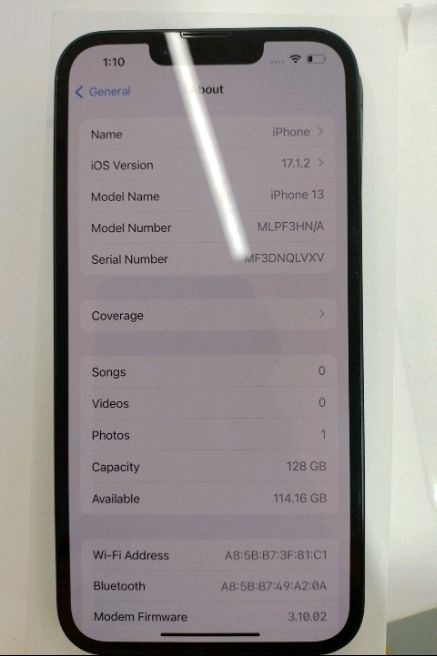 1:10
General
About
Name iPhone
iOS Version 17.1.2
Model Name iPhone 13
Model Number MLPF3HN/A
Serial Number MF3DNQLVXV
Coverage
Songs 0
Videos 0
Photos 1
Capacity 128 GB
Available 114.16 GB
Wi-Fi Address A8:5B:B7:3F:81:C1
Bluetooth A8:5B:B7:49:A2:0A
Modem Firmware 3.10.02